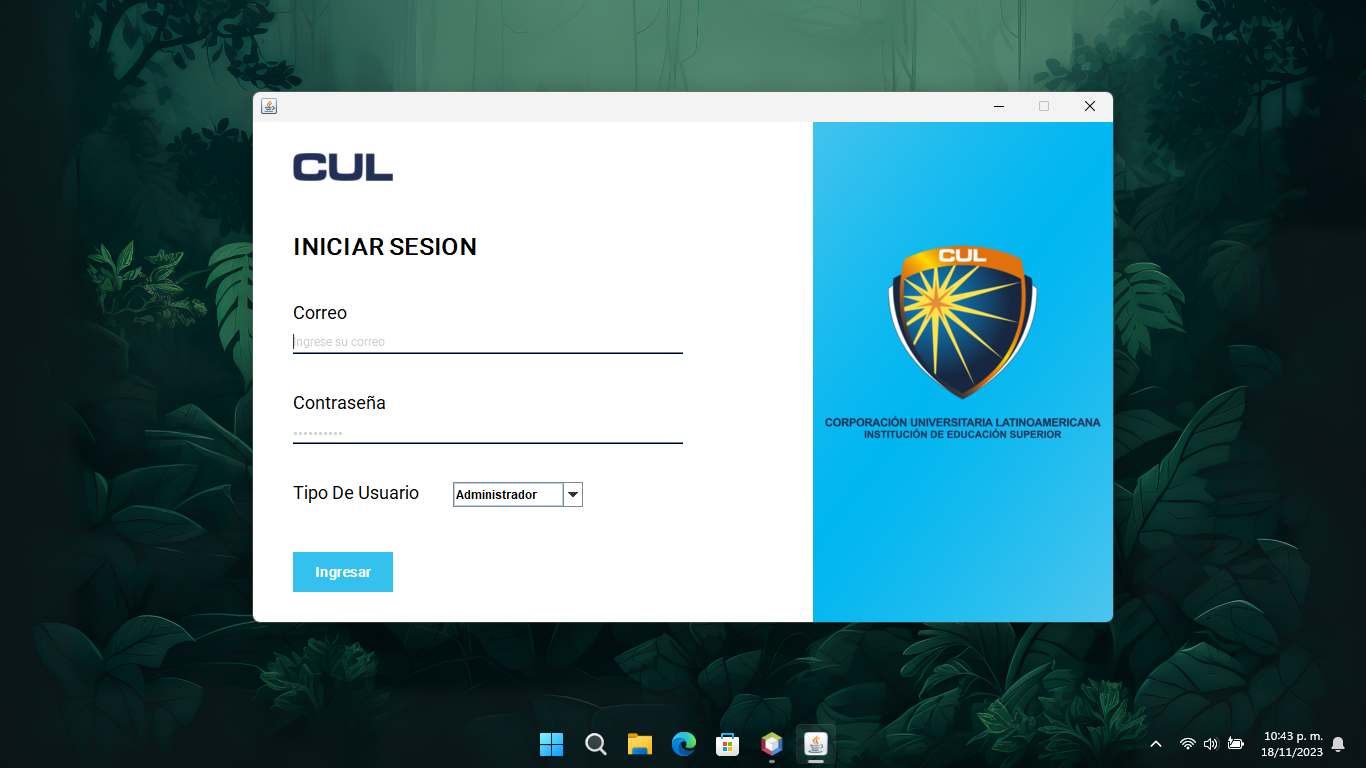 CUL
INICIAR SESION
Correo
Ingrese su correo
Contraseña
Tipo De Usuario
Administrador
Ingresar
CUL
CORPORACIÓN UNIVERSITARIA LATINOAMERICANA
INSTITUCIÓN DE EDUCACIÓN SUPERIOR
10:43 p. m.
18/11/2023